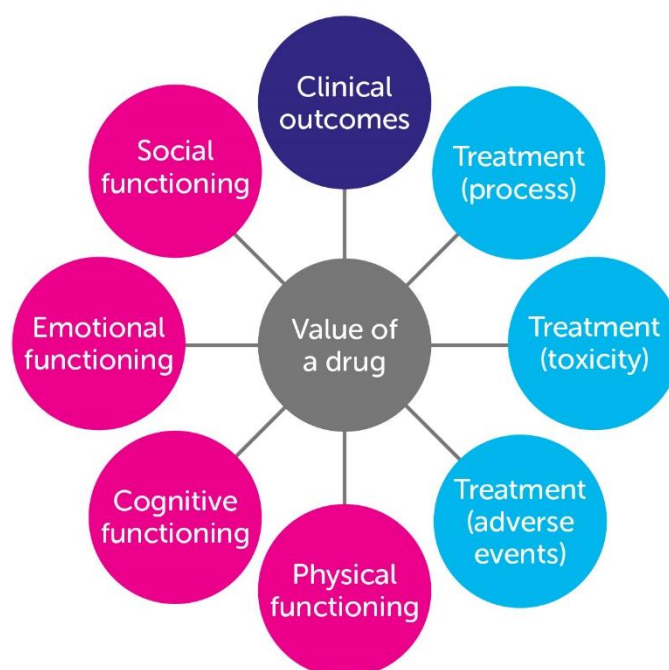 Clinical
outcomes
Treatment
(process)
Treatment
(toxicity)
Treatment
(adverse
events)
Physical
functioning
Cognitive
functioning
Emotional
functioning
Social
functioning
Value of
a drug